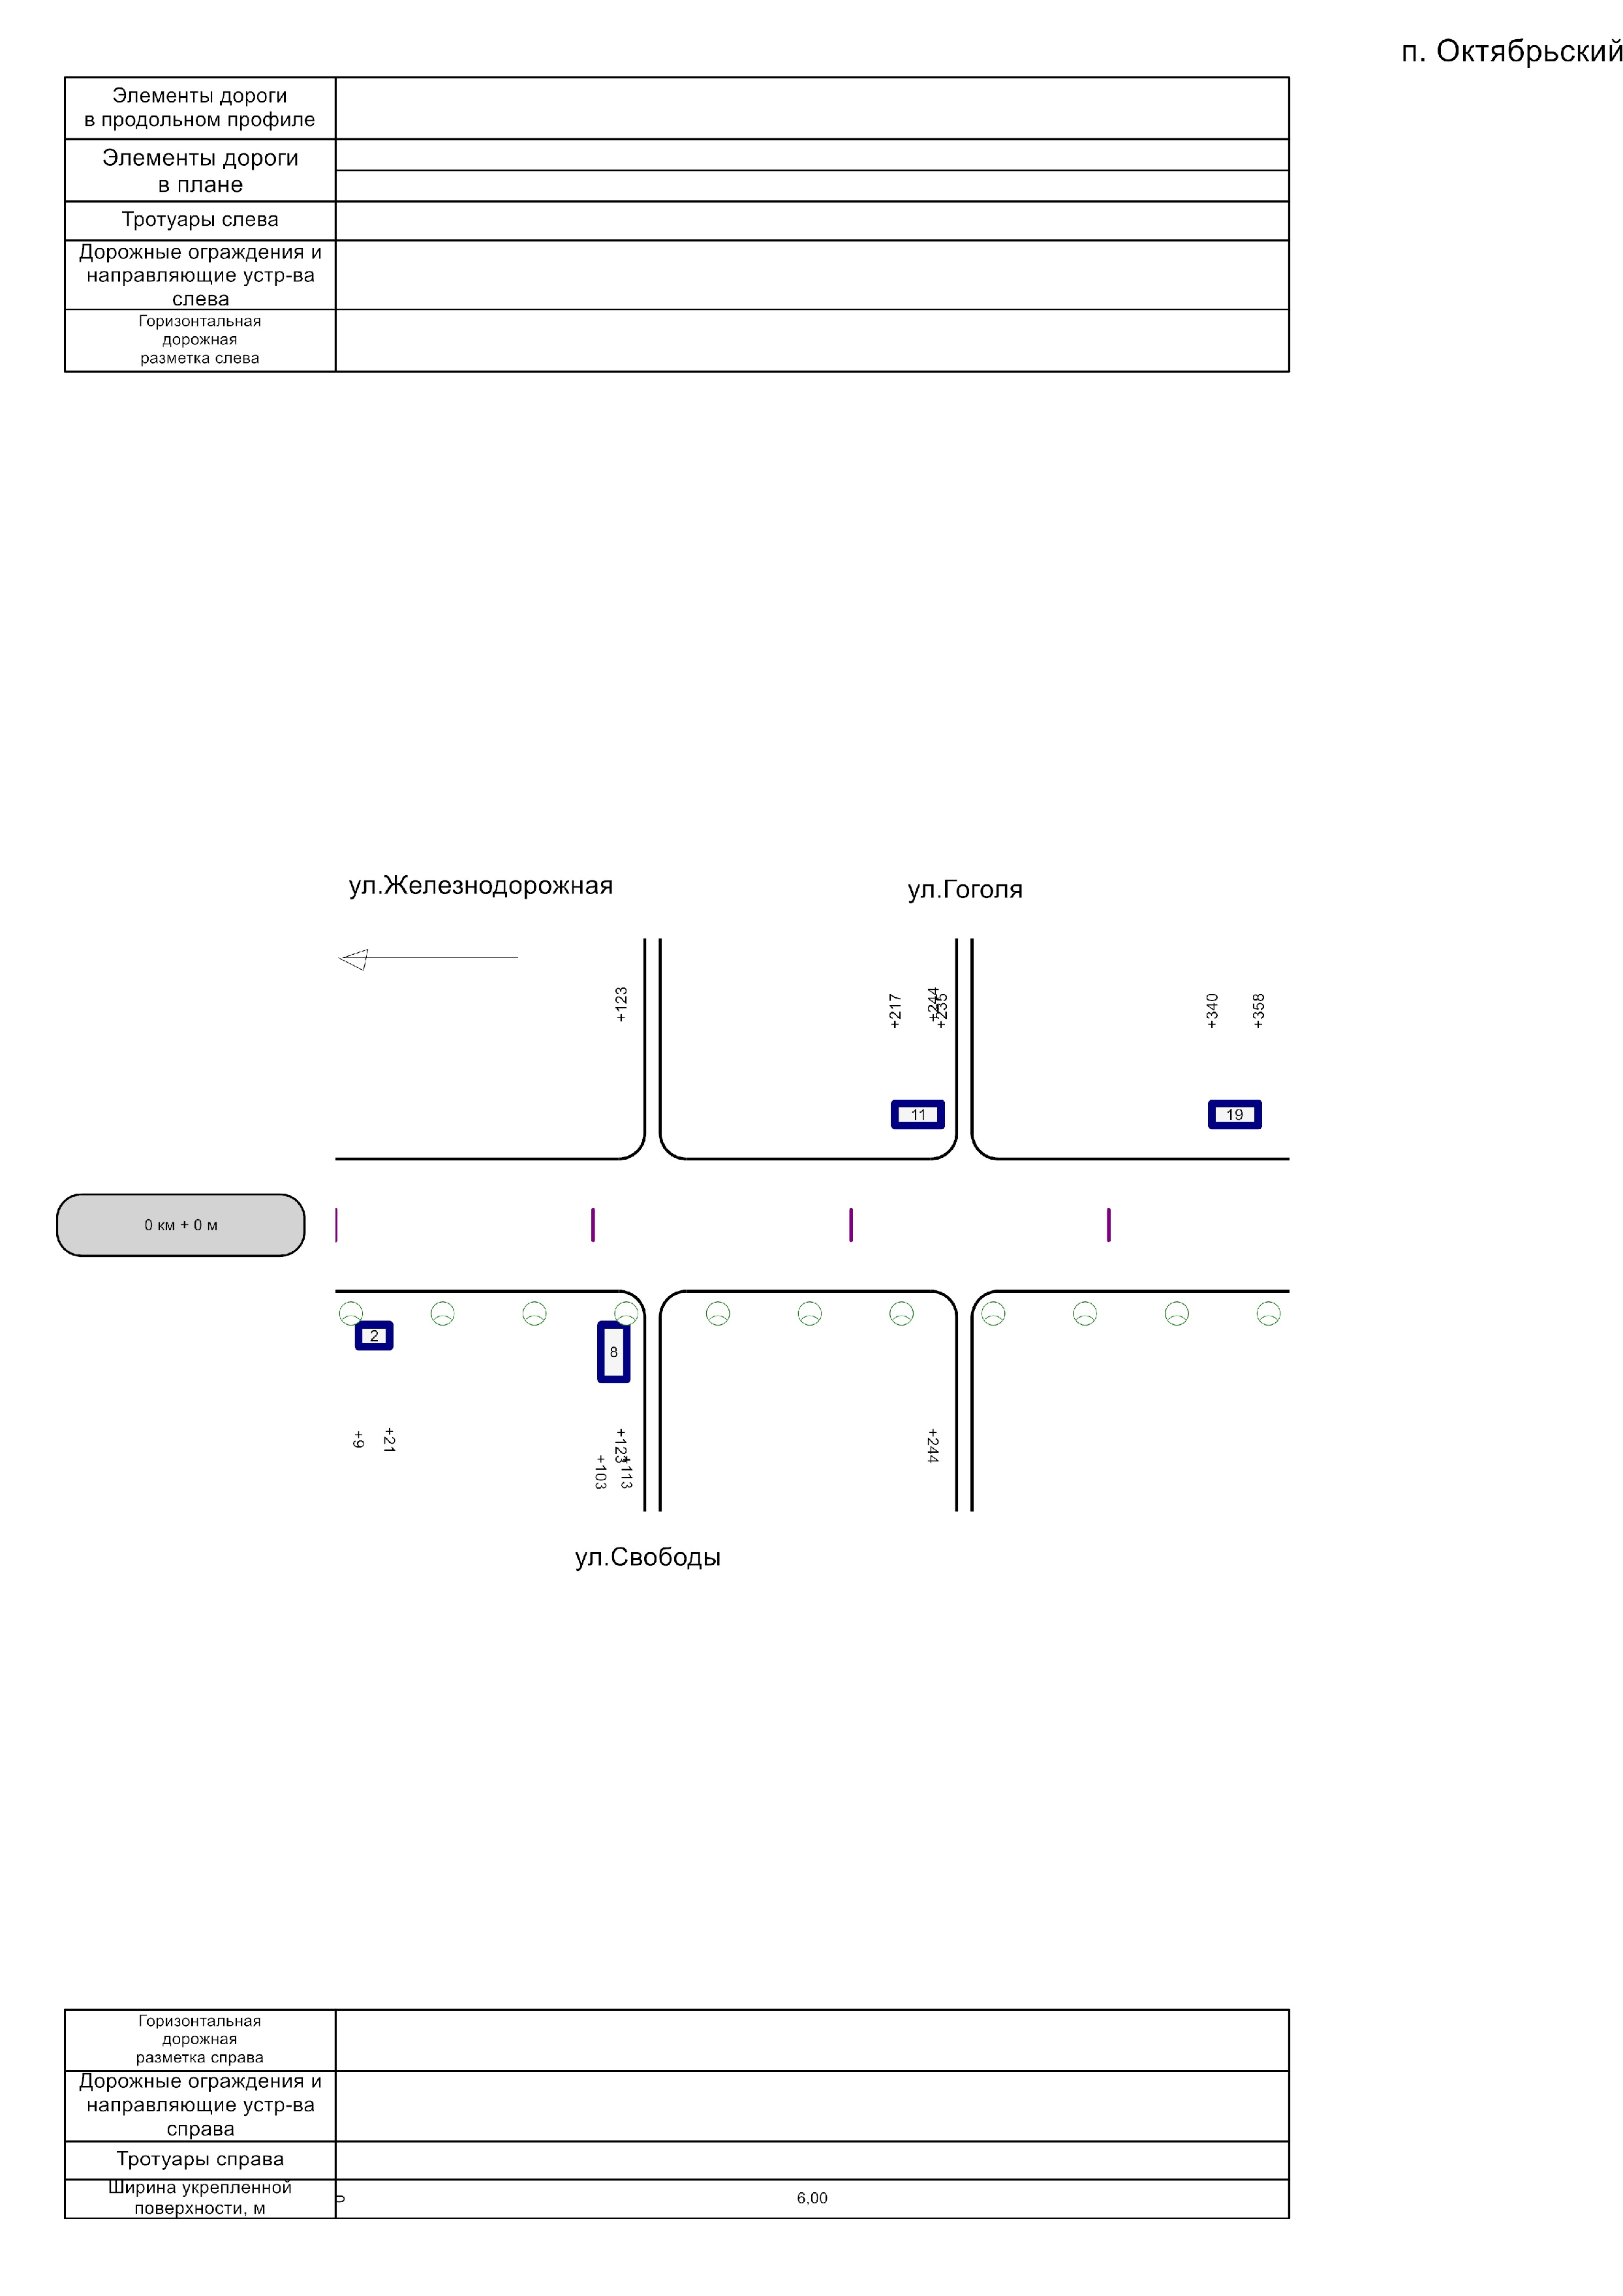 п. Октябрьский
Элементы дороги
в продольном профиле
Элементы дороги
в плане
Тротуары слева
Дорожные ограждения и
направляющие устр-ва
слева
Горизонтальная
дорожная
разметка слева
ул.Железнодорожная
ул.Гоголя
+123
+217
+244
+235
+340
+358
11
19
0 км + 0 м
2
8
+9
+21
+123
+103
+113
+244
ул.Свободы
Горизонтальная
дорожная
разметка справа
Дорожные ограждения и
направляющие устр-ва
справа
Тротуары справа
Ширина укрепленной
поверхности, м
6,00